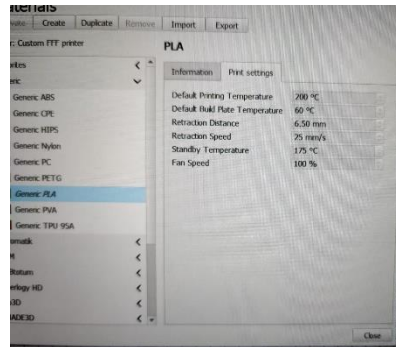 Create Duplicate Remove Import Export
Custom FFF printer
PLA
Information Print settings
Default Printing Temperature 200 °C
Default Build Plate Temperature 60 °C
Retraction Distance 6.50 mm
Retraction Speed 25 mm/s
Standby Temperature 175 °C
Fan Speed 100 %
Generic ABS
Generic CPE
Generic HIPS
Generic Nylon
Generic PC
Generic PETG
Generic PLA
Generic PVA
Generic TPU 95A
Close